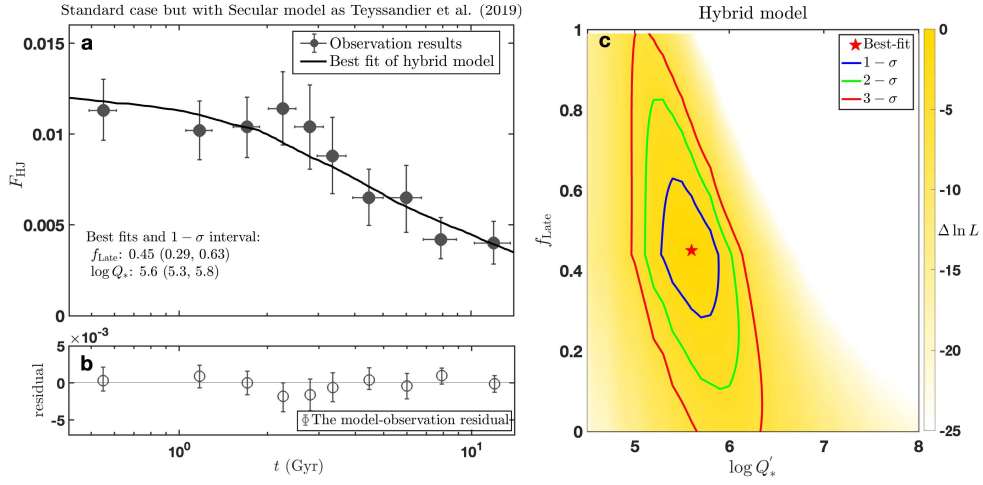 Standard case but with Secular model as Teyssandier et al. (2019)
a
Observation results
Best fit of hybrid model
0.015
0.01
0.005
0
F_HJ
Best fits and 1 − σ interval:
f_Late: 0.45 (0.29, 0.63)
log Q_*: 5.6 (5.3, 5.8)
×10^-3
b
5
0
-5
residual
The model-observation residual
10^0
10^1
t (Gyr)
Hybrid model
c
Best-fit
1 − σ
2 − σ
3 − σ
1
0.8
0.6
0.4
0.2
0
f_Late
5
6
7
8
log Q_*^'
0
-5
-10
-15
-20
-25
Δ ln L